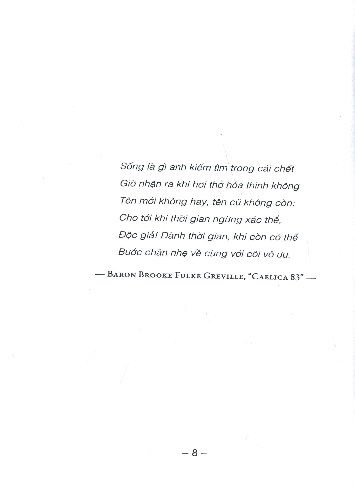 Sống là gì anh kiếm tìm trong cái chết
Giờ nhận ra khí hơi thở hóa thinh không
Tên mới không hay, tên cũ không còn:
Cho tới khi thời gian ngừng xác thể,
Độc giả! Dành thời gian, khi còn có thể
Bước chân nhẹ về cùng với cõi vô ưu.
— Baron Brooke Fulke Greville, "Caelica 83" —
– 8 –